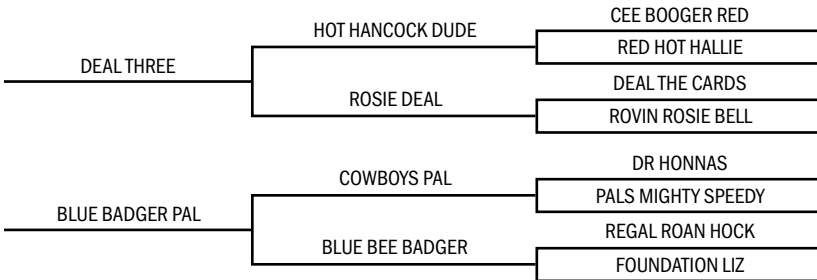 CEE BOOGER RED
HOT HANCOCK DUDE
RED HOT HALLIE
DEAL THREE
DEAL THE CARDS
ROSIE DEAL
ROVIN ROSIE BELL
DR HONNAS
COWBOYS PAL
PALS MIGHTY SPEEDY
BLUE BADGER PAL
REGAL ROAN HOCK
BLUE BEE BADGER
FOUNDATION LIZ